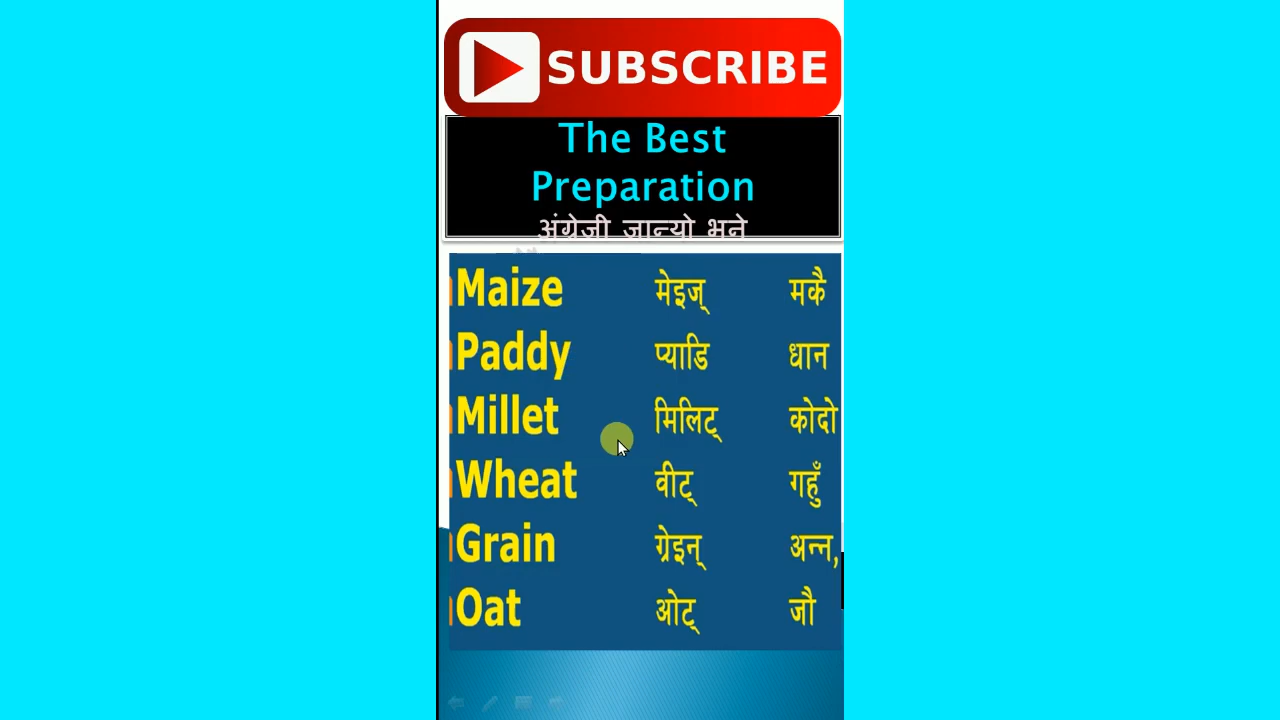 SUBSCRIBE
The Best
Preparation
अंग्रेजी जान्यो भने
Maize मेइज् मकै
Paddy प्याडि धान
Millet मिलिट् कोदो
Wheat वीट् गहुँ
Grain ग्रेइन् अन्न,
Oat ओट् जौ